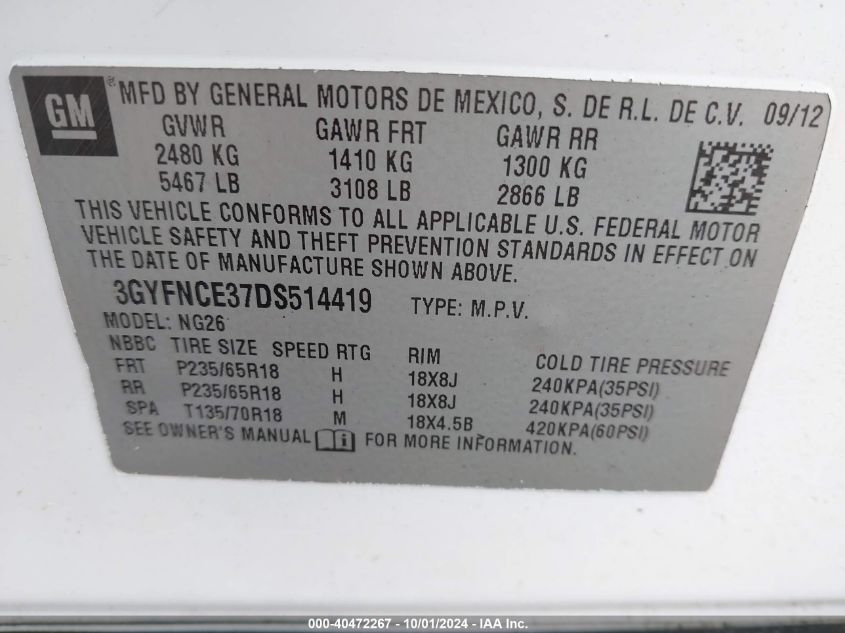 GM ® MFD BY GENERAL MOTORS DE MEXICO, S. DE R.L. DE C.V. 09/12
GVWR GAWR FRT GAWR RR
2480 KG 1410 KG 1300 KG
5467 LB 3108 LB 2866 LB
THIS VEHICLE CONFORMS TO ALL APPLICABLE U.S. FEDERAL MOTOR
VEHICLE SAFETY AND THEFT PREVENTION STANDARDS IN EFFECT ON
THE DATE OF MANUFACTURE SHOWN ABOVE.
3GYFNCE37DS514419 TYPE: M.P.V.
MODEL: NG26
NBBC TIRE SIZE SPEED RTG RIM COLD TIRE PRESSURE
FRT P235/65R18 H 18X8J 240KPA(35PSI)
RR P235/65R18 H 18X8J 240KPA(35PSI)
SPA T135/70R18 M 18X4.5B 420KPA(60PSI)
SEE OWNER'S MANUAL i FOR MORE INFORMATION.
000-40472267 - 10/01/2024 - IAA Inc.